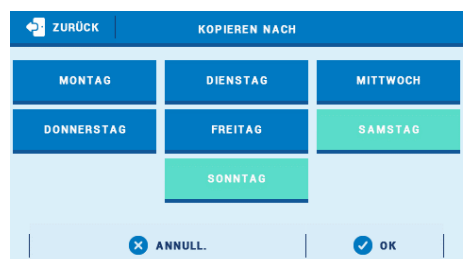 ZURÜCK KOPIEREN NACH
MONTAG DIENSTAG MITTWOCH
DONNERSTAG FREITAG SAMSTAG
SONNTAG
ANNULL. OK